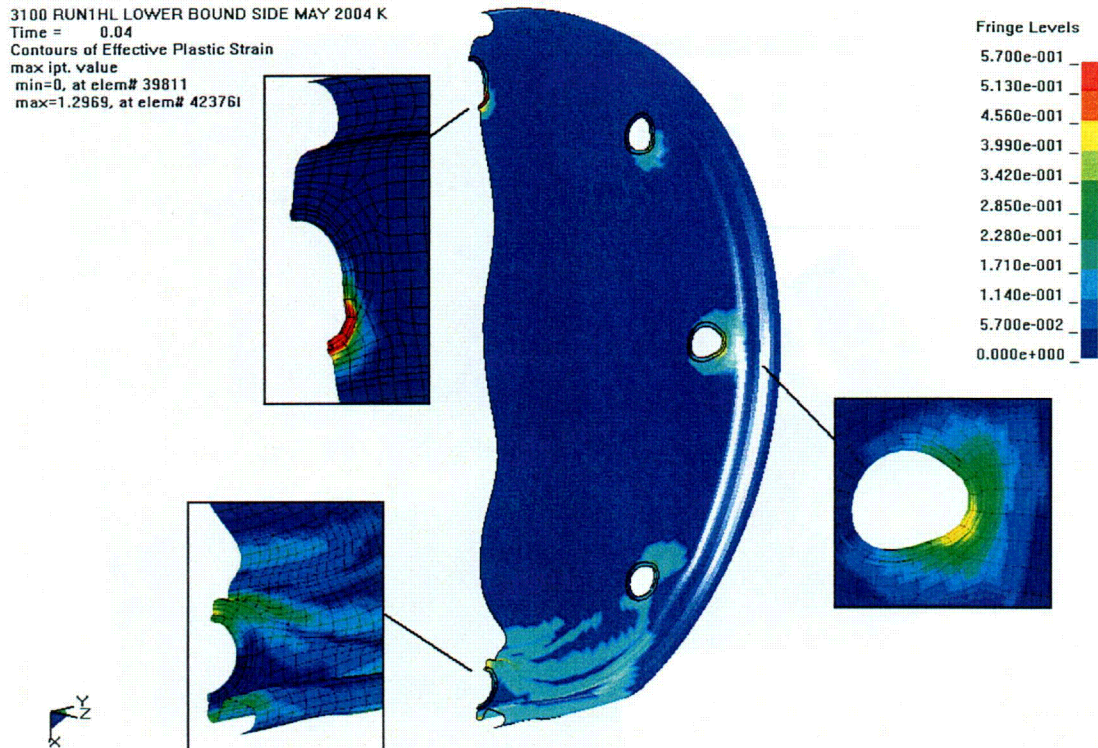 3100 RUN1HL LOWER BOUND SIDE MAY 2004 K
Time = 0.04
Contours of Effective Plastic Strain
max ipt. value
min=0, at elem# 39811
max=1.2969, at elem# 423761
Fringe Levels
5.700e-001
5.130e-001
4.560e-001
3.990e-001
3.420e-001
2.850e-001
2.280e-001
1.710e-001
1.140e-001
5.700e-002
0.000e+000
Y
Z
X